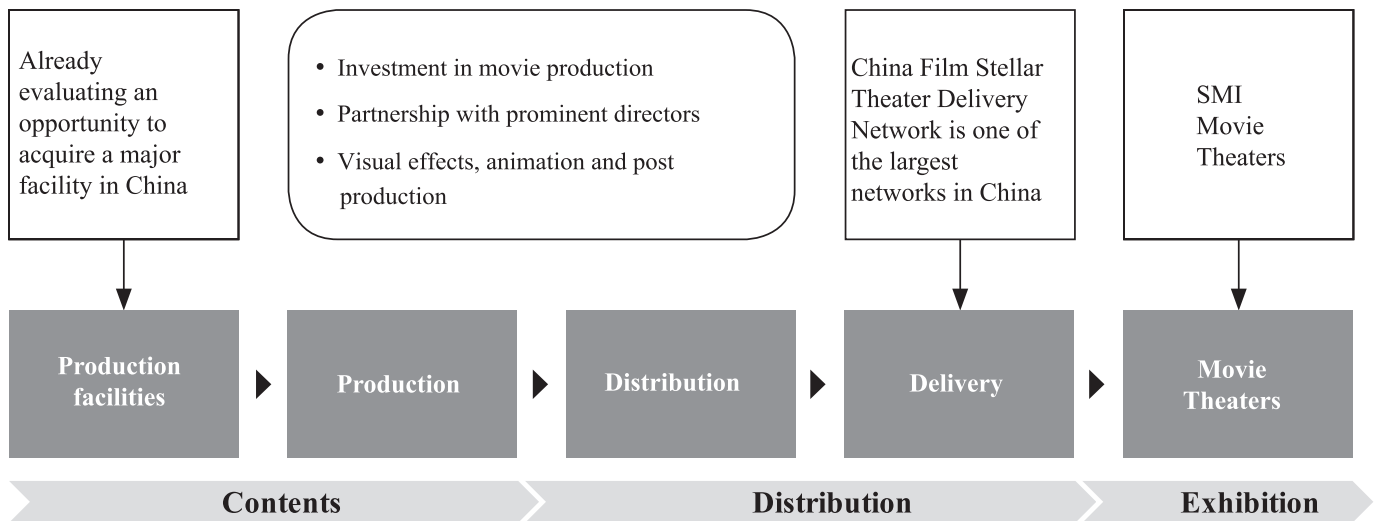 Already
evaluating an
opportunity to
acquire a major
facility in China
• Investment in movie production
• Partnership with prominent directors
• Visual effects, animation and post
production
China Film Stellar
Theater Delivery
Network is one of
the largest
networks in China
SMI
Movie
Theaters
Production
facilities
Production
Distribution
Delivery
Movie
Theaters
Contents
Distribution
Exhibition